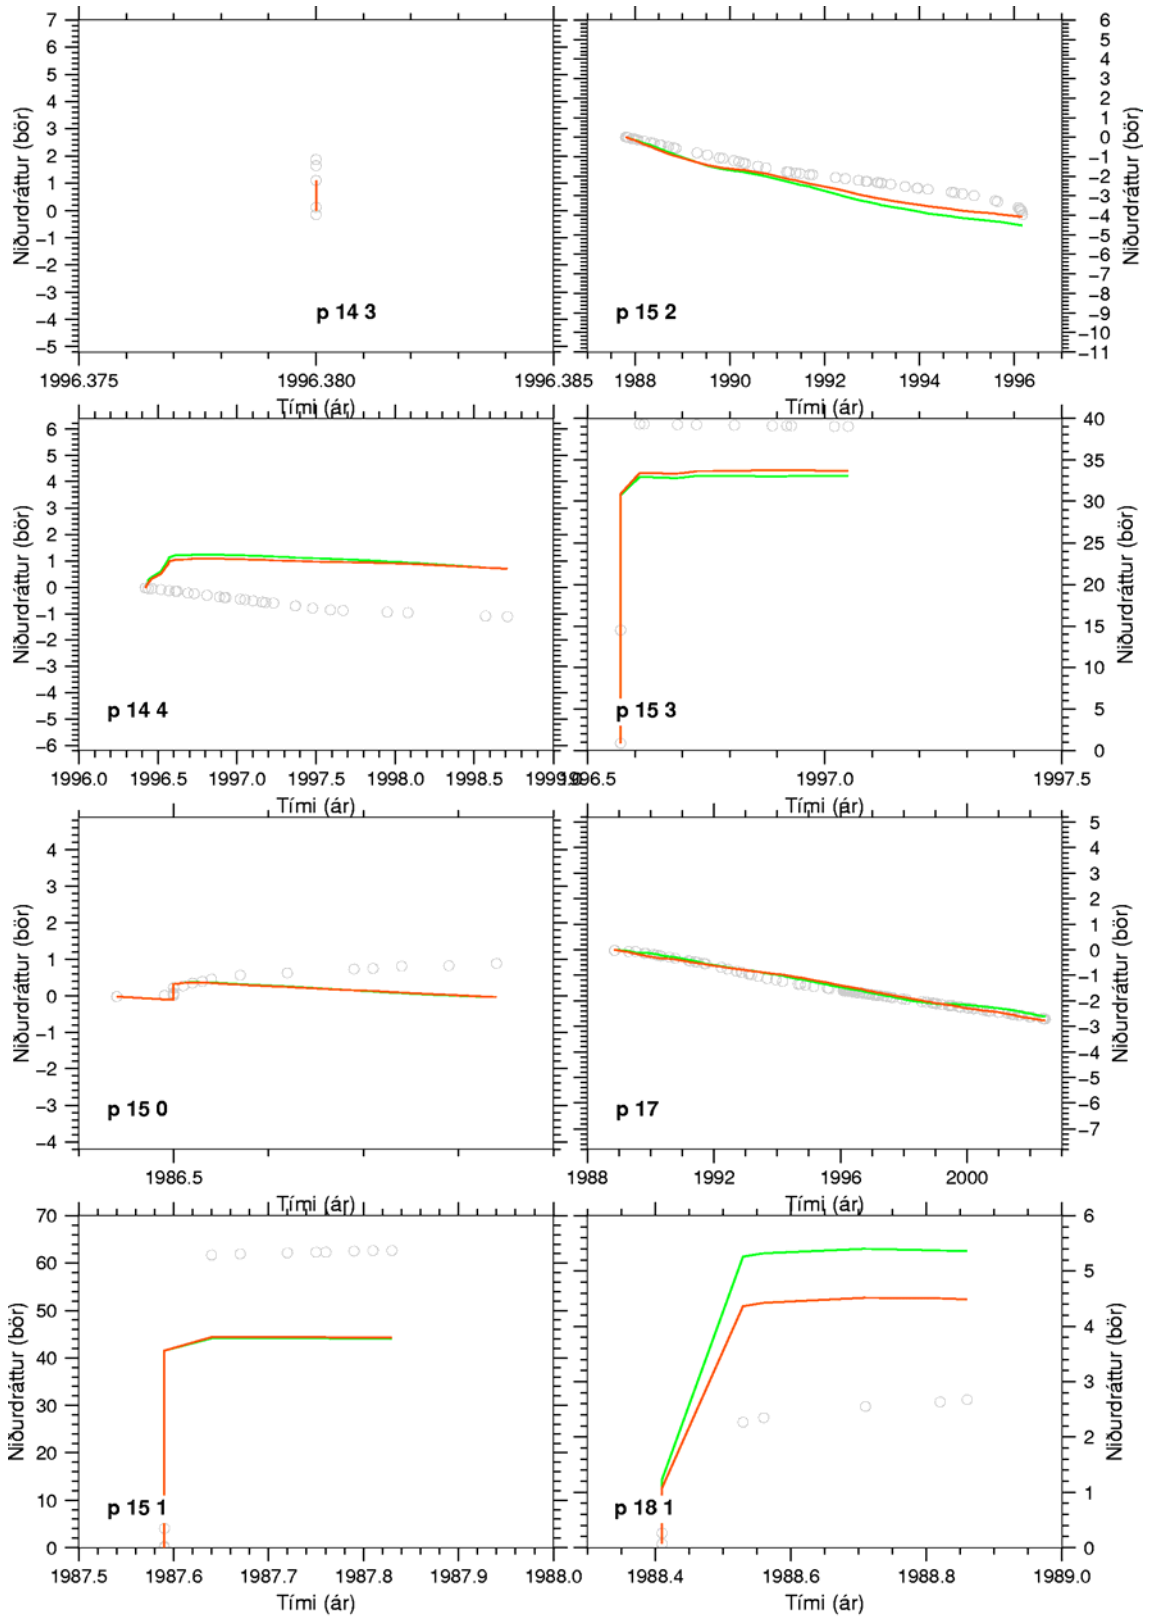 7
6
5
4
3
2
1
0
−1
−2
−3
−4
−5
Niðurdráttur (bör)
p 14 3
1996.375 1996.380 1996.385
Tími (ár)
6
5
4
3
2
1
0
−1
−2
−3
−4
−5
−6
−7
−8
−9
−10
−11
Niðurdráttur (bör)
p 15 2
1988 1990 1992 1994 1996
Tími (ár)
6
5
4
3
2
1
0
−1
−2
−3
−4
−5
−6
Niðurdráttur (bör)
p 14 4
1996.0 1996.5 1997.0 1997.5 1998.0 1998.5 1999.0
Tími (ár)
40
35
30
25
20
15
10
5
0
Niðurdráttur (bör)
p 15 3
1996.5 1997.0 1997.5
Tími (ár)
4
3
2
1
0
−1
−2
−3
−4
Niðurdráttur (bör)
p 15 0
1986.5
Tími (ár)
5
4
3
2
1
0
−1
−2
−3
−4
−5
−6
−7
Niðurdráttur (bör)
p 17
1988 1992 1996 2000
Tími (ár)
70
60
50
40
30
20
10
0
Niðurdráttur (bör)
p 15 1
1987.5 1987.6 1987.7 1987.8 1987.9 1988.0
Tími (ár)
6
5
4
3
2
1
0
Niðurdráttur (bör)
p 18 1
1988.4 1988.6 1988.8 1989.0
Tími (ár)